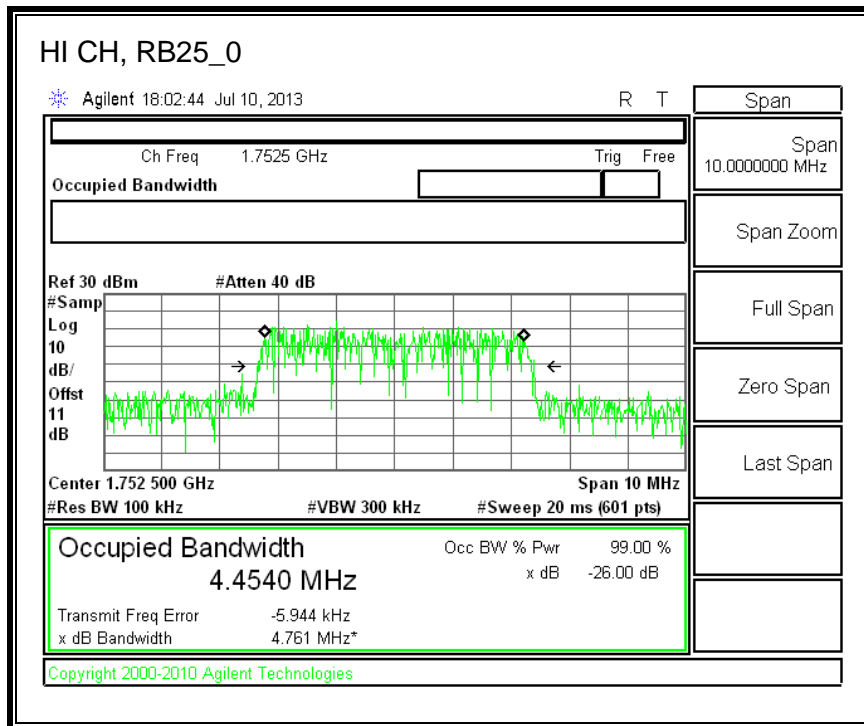 HI CH, RB25_0
Agilent 18:02:44 Jul 10, 2013 R T
Span
Ch Freq 1.7525 GHz Trig Free
Occupied Bandwidth
Span
10.0000000 MHz
Span Zoom
Full Span
Zero Span
Last Span
Ref 30 dBm #Atten 40 dB
#Samp
Log
10
dB/
Offst
11
dB
Center 1.752 500 GHz Span 10 MHz
#Res BW 100 kHz #VBW 300 kHz #Sweep 20 ms (601 pts)
Occupied Bandwidth Occ BW % Pwr 99.00 %
4.4540 MHz x dB -26.00 dB
Transmit Freq Error -5.944 kHz
x dB Bandwidth 4.761 MHz*
Copyright 2000-2010 Agilent Technologies